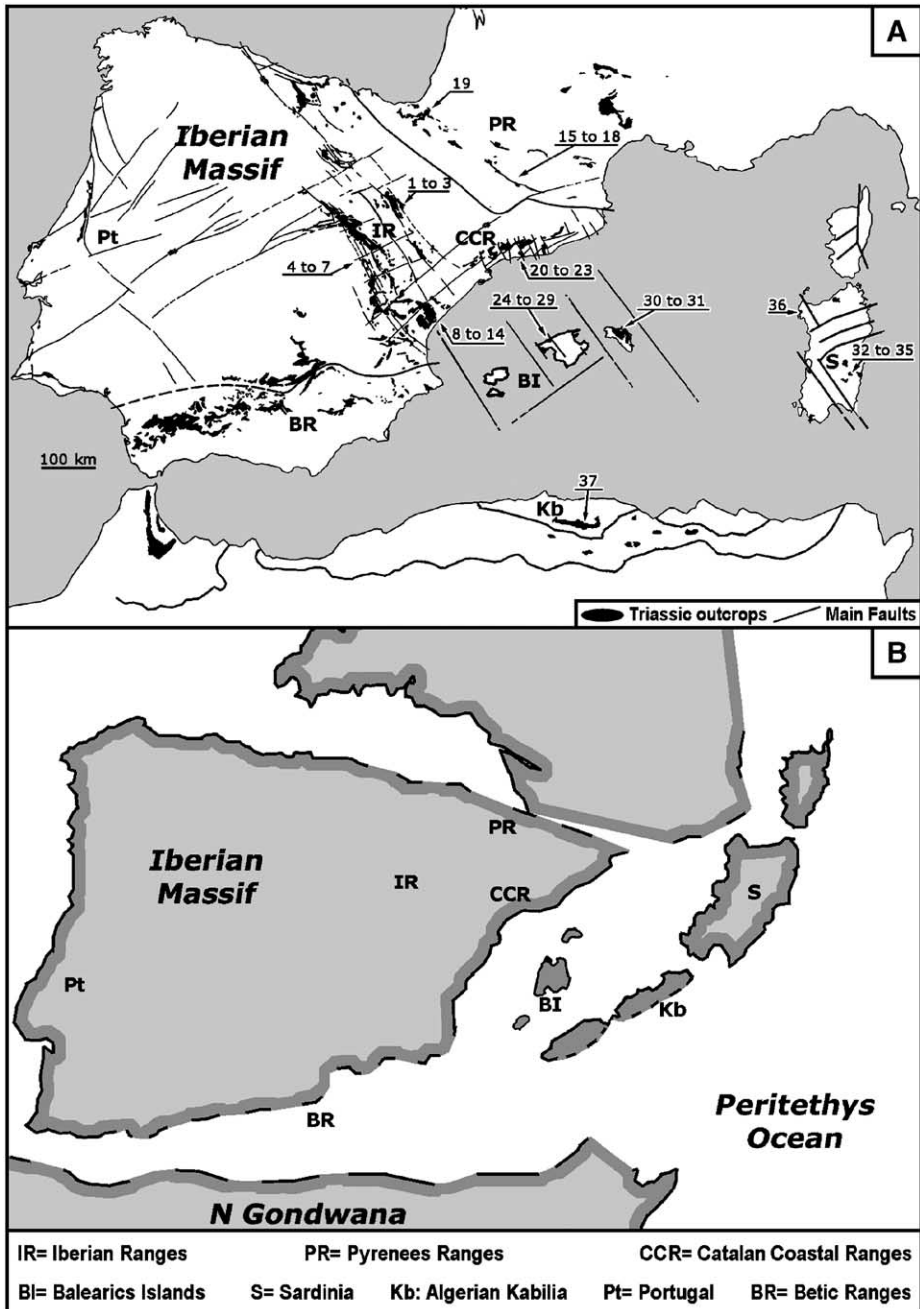 A
19
PR
Iberian
Massif
15 to 18
1 to 3
Pt
IR
CCR
4 to 7
20 to 23
24 to 29
30 to 31
36
8 to 14
S
32 to 35
BI
BR
100 km
37
Kb
Triassic outcrops
Main Faults
B
PR
Iberian
Massif
IR
CCR
S
Pt
BI
Kb
BR
Peritethys
Ocean
N Gondwana
IR= Iberian Ranges PR= Pyrenees Ranges CCR= Catalan Coastal Ranges
BI= Balearics Islands S= Sardinia Kb: Algerian Kabilia Pt= Portugal BR= Betic Ranges